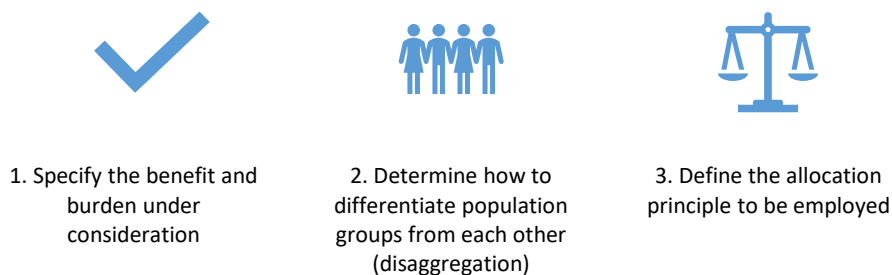 1. Specify the benefit and
burden under
consideration
2. Determine how to
differentiate population
groups from each other
(disaggregation)
3. Define the allocation
principle to be employed